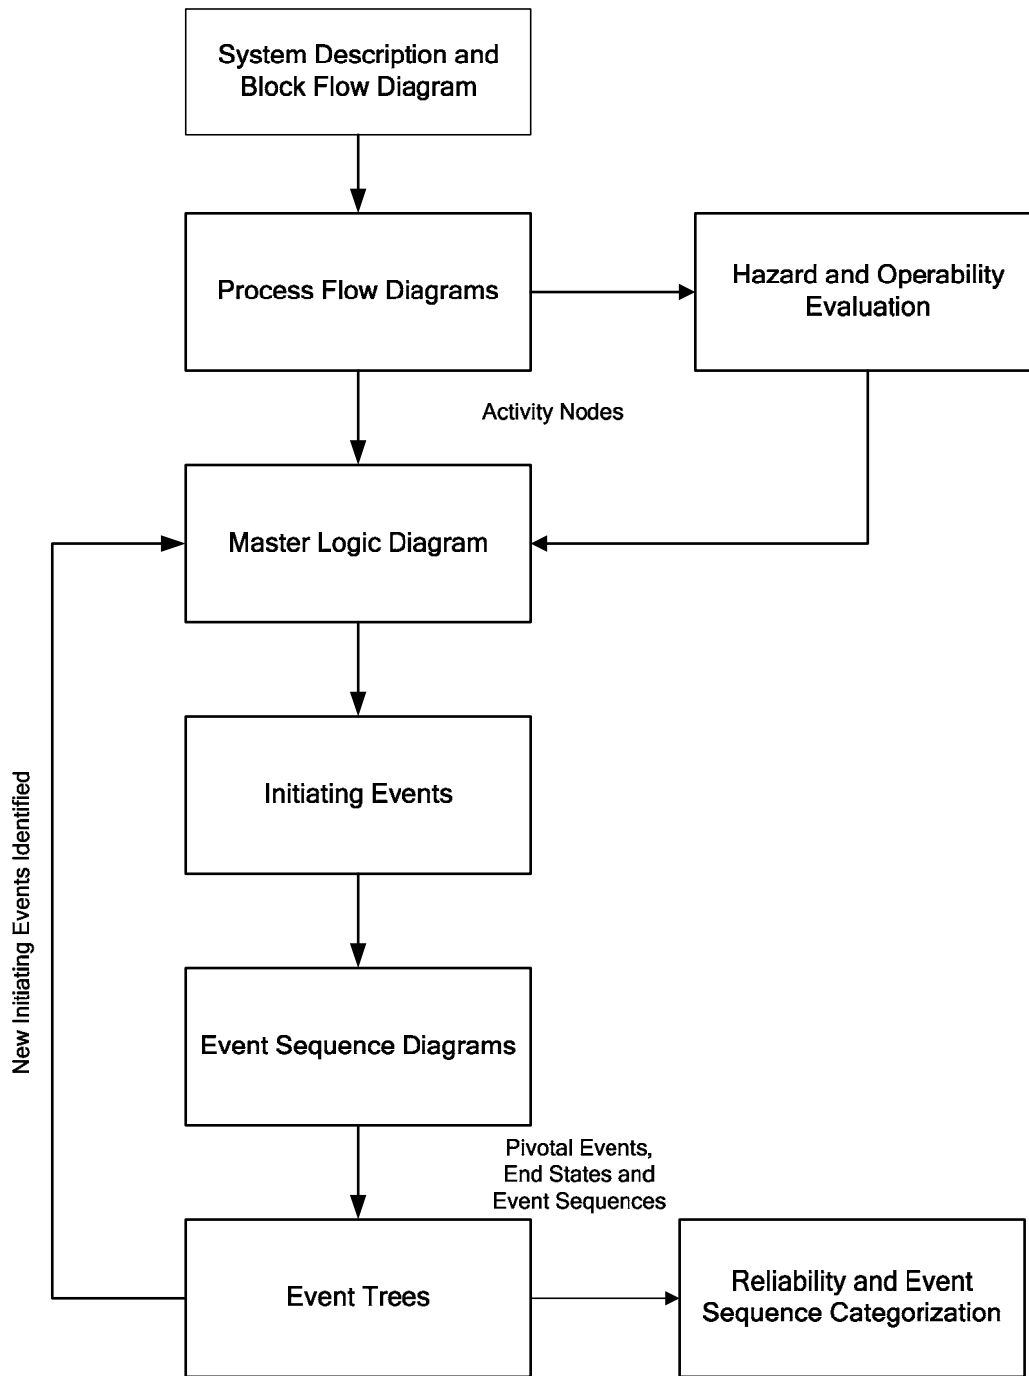 System Description and
Block Flow Diagram
Process Flow Diagrams
Hazard and Operability
Evaluation
Activity Nodes
Master Logic Diagram
Initiating Events
New Initiating Events Identified
Event Sequence Diagrams
Pivotal Events,
End States and
Event Sequences
Event Trees
Reliability and Event
Sequence Categorization